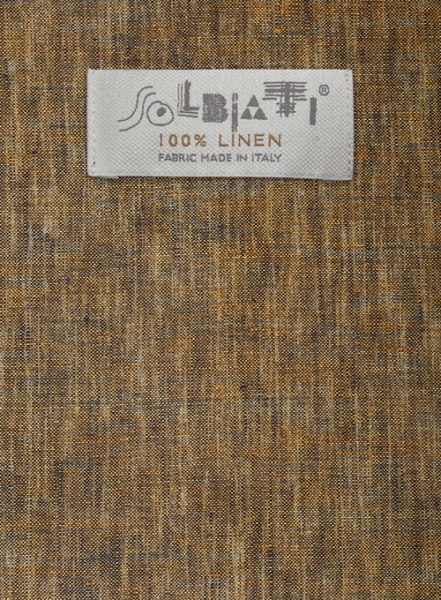 SOLBIATI®
100% LINEN
FABRIC MADE IN ITALY